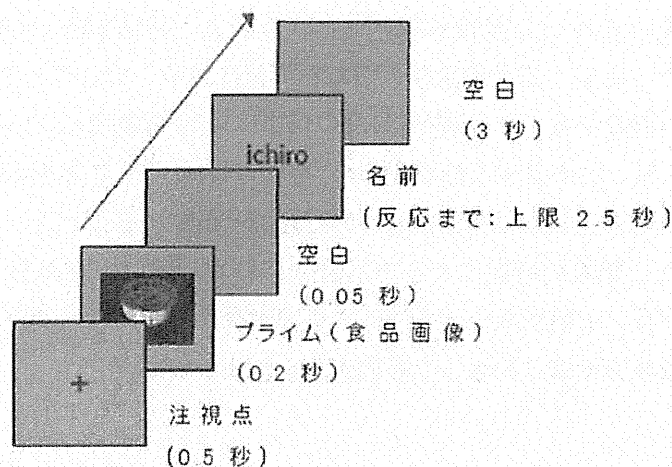 空白
(3 秒)
ichiro
名前
(反応まで:上限 2.5 秒)
空白
(0.05 秒)
プライム(食品画像)
(0 2 秒)
+
注視点
(0.5 秒)